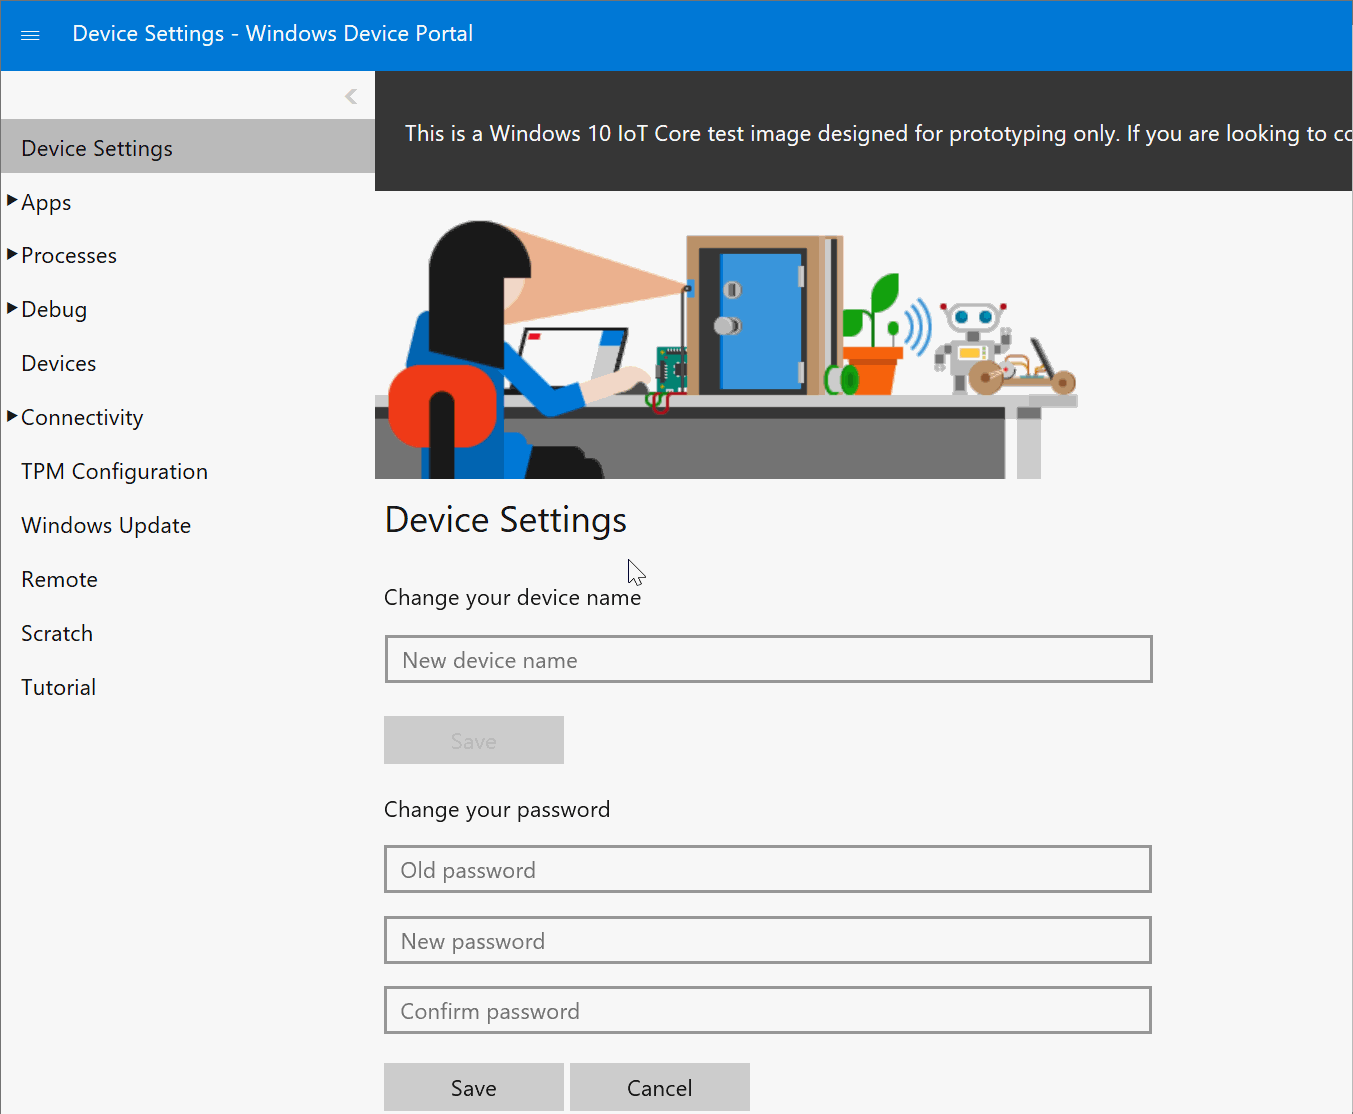 Device Settings - Windows Device Portal
This is a Windows 10 IoT Core test image designed for prototyping only. If you are looking to co
Device Settings
Apps
Processes
Debug
Devices
Connectivity
TPM Configuration
Windows Update
Remote
Scratch
Tutorial
Device Settings
Change your device name
New device name
Save
Change your password
Old password
New password
Confirm password
Save Cancel